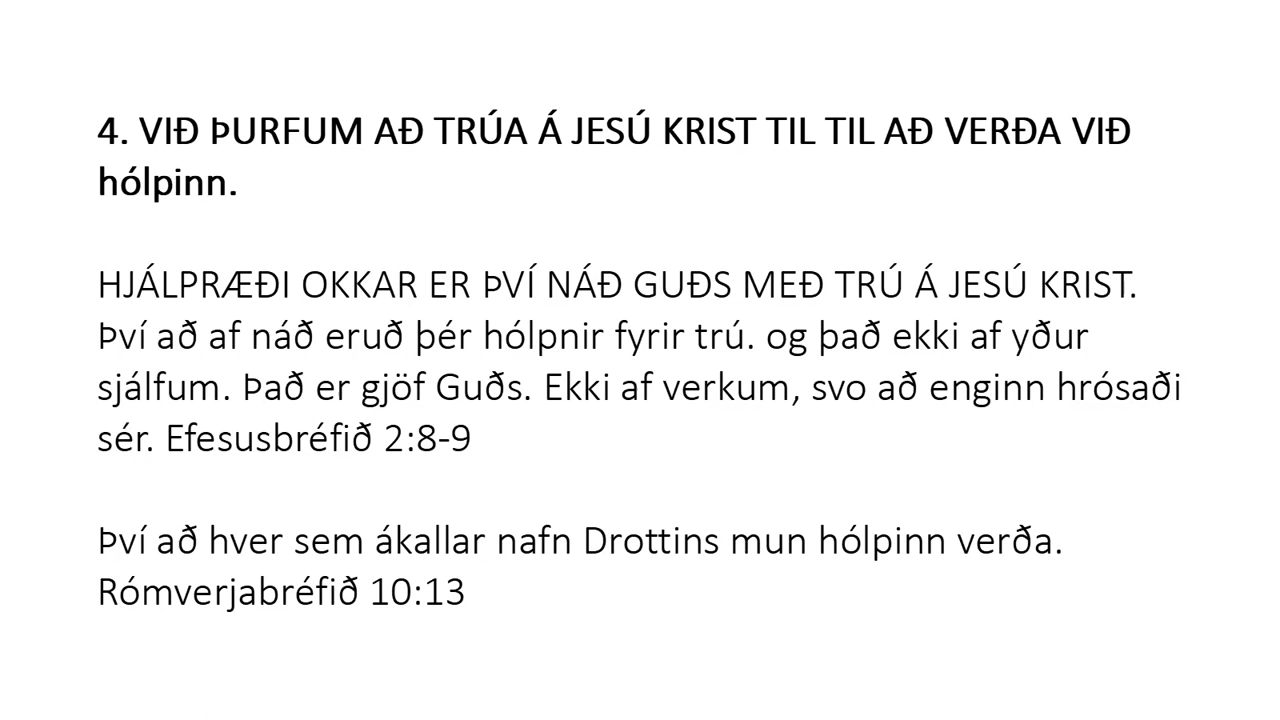 4. VIÐ ÞURFUM AÐ TRÚA Á JESÚ KRIST TIL TIL AÐ VERÐA VIÐ
hólpinn.
HJÁLPRÆÐI OKKAR ER ÞVÍ NÁÐ GUÐS MEÐ TRÚ Á JESÚ KRIST.
Því að af náð eruð þér hólpnir fyrir trú. og það ekki af yður
sjálfum. Það er gjöf Guðs. Ekki af verkum, svo að enginn hrósaði
sér. Efesusbréfið 2:8-9
Því að hver sem ákallar nafn Drottins mun hólpinn verða.
Rómverjabréfið 10:13